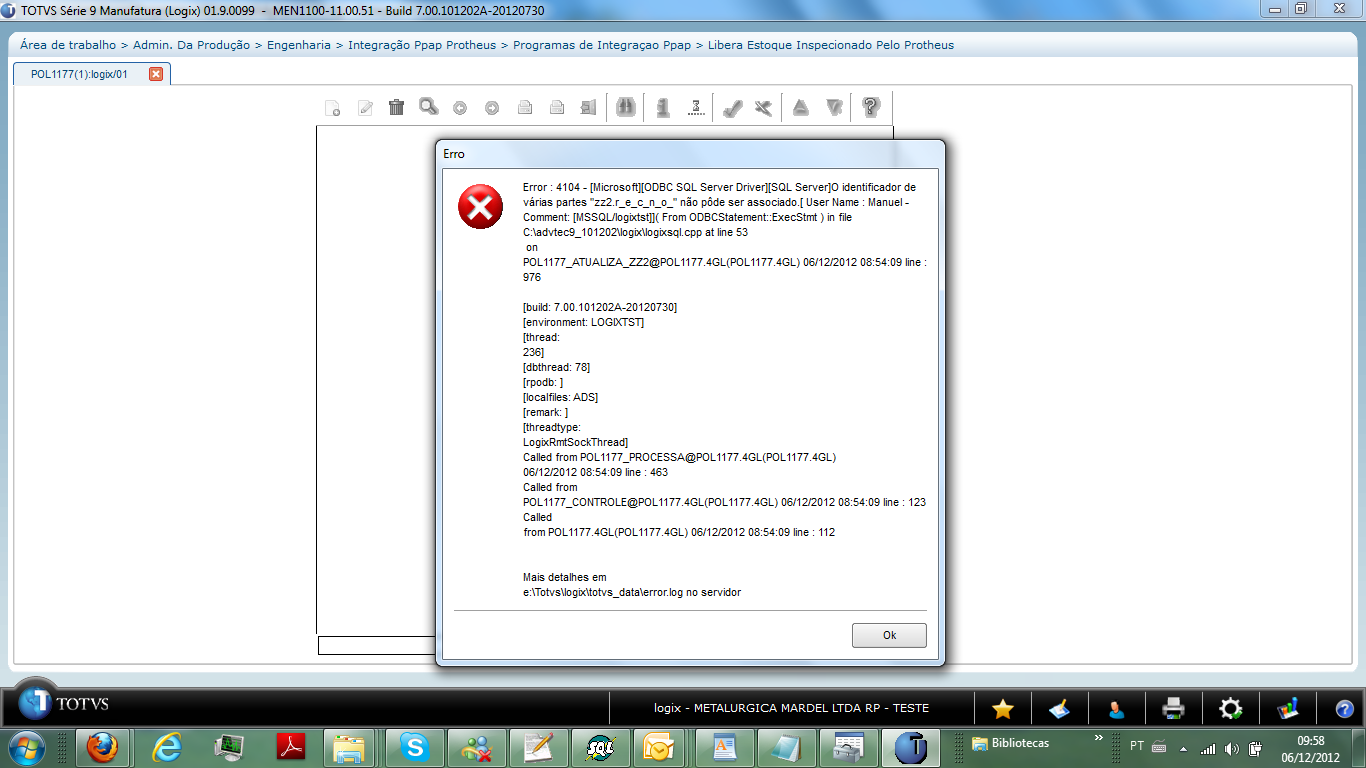 TOTVS Série 9 Manufatura (Logix) 01.9.0099 - MEN1100-11.00.51 - Build 7.00.101202A-20120730
Área de trabalho > Admin. Da Produção > Engenharia > Integração Ppap Protheus > Programas de Integraçao Ppap > Libera Estoque Inspecionado Pelo Protheus
POL1177(1):logix/01
Erro
Error : 4104 - [Microsoft][ODBC SQL Server Driver][SQL Server]O identificador de
várias partes "zz2.r_e_c_n_o_" não pôde ser associado.[ User Name : Manuel -
Comment: [MSSQL/logixtst]]( From ODBCStatement::ExecStmt ) in file
C:\advtec9_101202\logix\logixsql.cpp at line 53
on
POL1177_ATUALIZA_ZZ2@POL1177.4GL(POL1177.4GL) 06/12/2012 08:54:09 line :
976
[build: 7.00.101202A-20120730]
[environment: LOGIXTST]
[thread:
236]
[dbthread: 78]
[rpodb: ]
[localfiles: ADS]
[remark: ]
[threadtype:
LogixRmtSockThread]
Called from POL1177_PROCESSA@POL1177.4GL(POL1177.4GL)
06/12/2012 08:54:09 line : 463
Called from
POL1177_CONTROLE@POL1177.4GL(POL1177.4GL) 06/12/2012 08:54:09 line : 123
Called
from POL1177.4GL(POL1177.4GL) 06/12/2012 08:54:09 line : 112
Mais detalhes em
e:\Totvs\logix\totvs_data\error.log no servidor
Ok
TOTVS
logix - METALURGICA MARDEL LTDA RP - TESTE
SQL
Bibliotecas
»
PT
09:58
06/12/2012